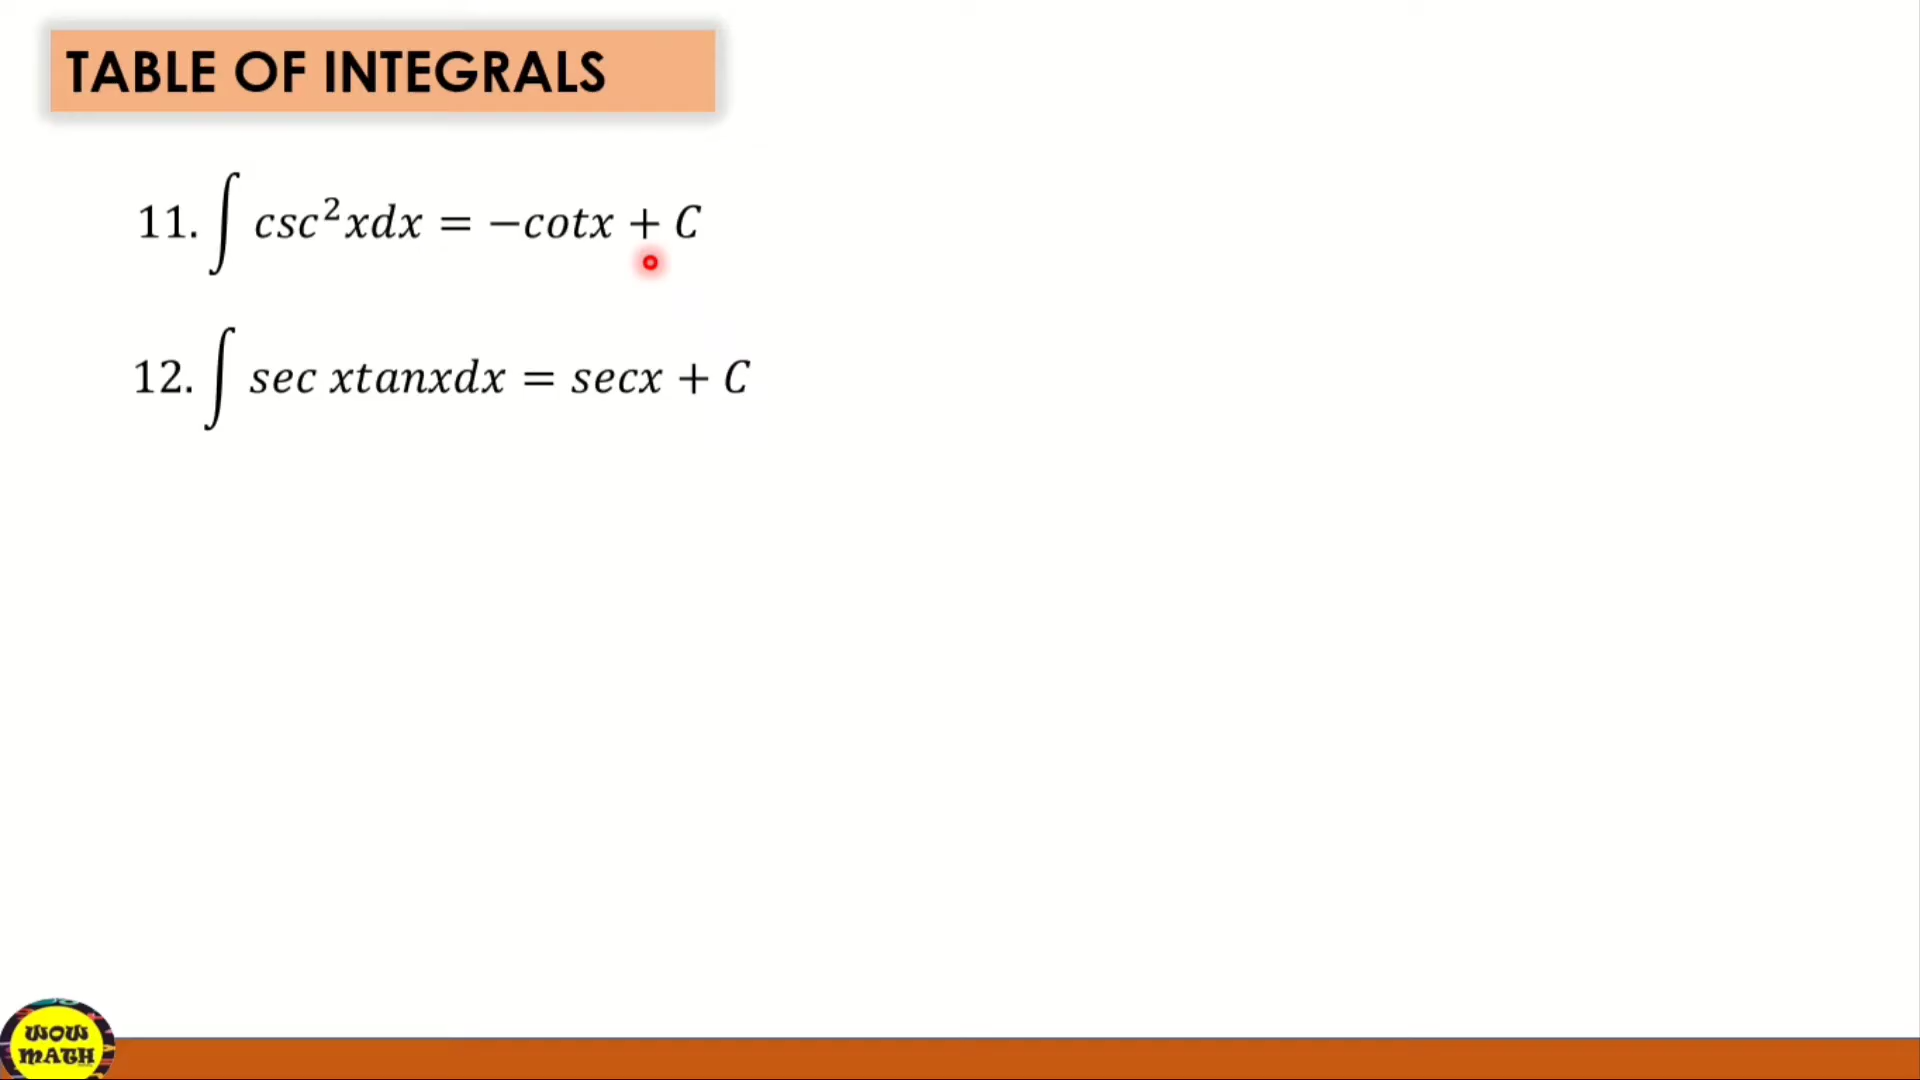 TABLE OF INTEGRALS
11. ∫ csc²xdx = −cotx + C
12. ∫ sec xtanxdx = secx + C
WOW
MATH